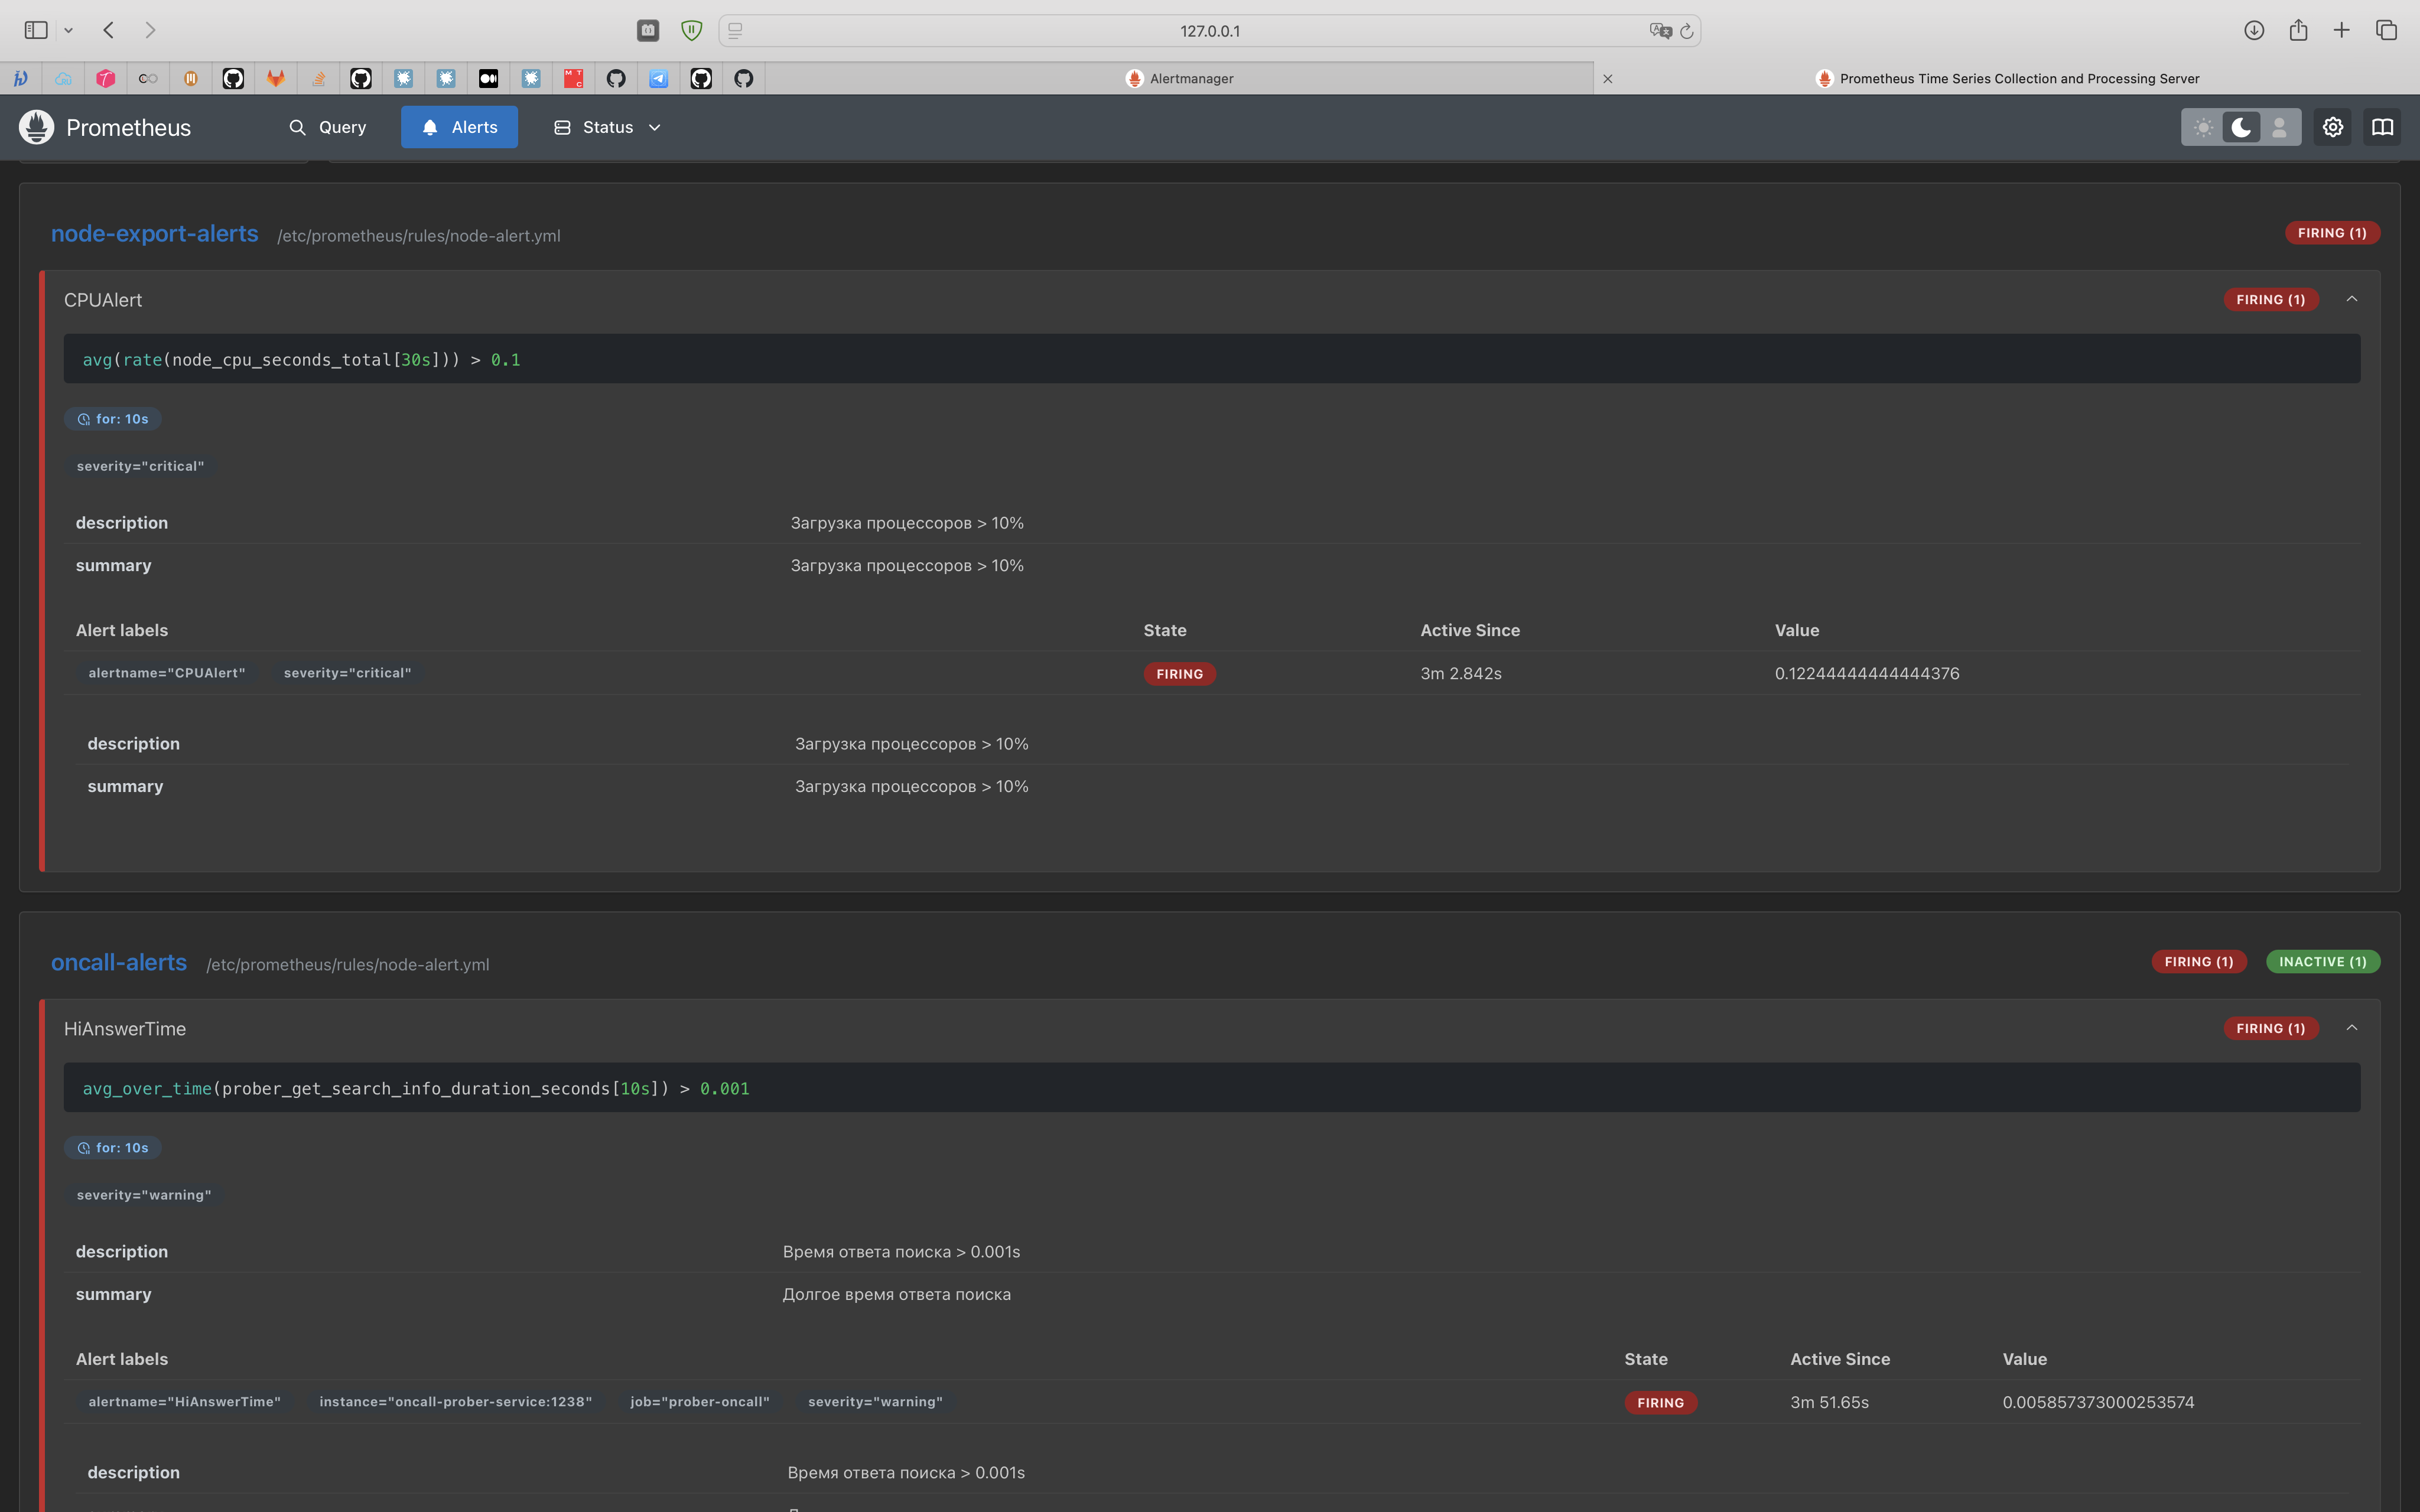 127.0.0.1
Alertmanager
Prometheus Time Series Collection and Processing Server
Prometheus
Query
Alerts
Status
node-export-alerts /etc/prometheus/rules/node-alert.yml
FIRING (1)
CPUAlert
FIRING (1)
avg(rate(node_cpu_seconds_total[30s])) > 0.1
for: 10s
severity="critical"
description Загрузка процессоров > 10%
summary Загрузка процессоров > 10%
Alert labels State Active Since Value
alertname="CPUAlert" severity="critical" FIRING 3m 2.842s 0.12244444444444376
description Загрузка процессоров > 10%
summary Загрузка процессоров > 10%
oncall-alerts /etc/prometheus/rules/node-alert.yml
FIRING (1) INACTIVE (1)
HiAnswerTime
FIRING (1)
avg_over_time(prober_get_search_info_duration_seconds[10s]) > 0.001
for: 10s
severity="warning"
description Время ответа поиска > 0.001s
summary Долгое время ответа поиска
Alert labels State Active Since Value
alertname="HiAnswerTime" instance="oncall-prober-service:1238" job="prober-oncall" severity="warning" FIRING 3m 51.65s 0.005857373000253574
description Время ответа поиска > 0.001s